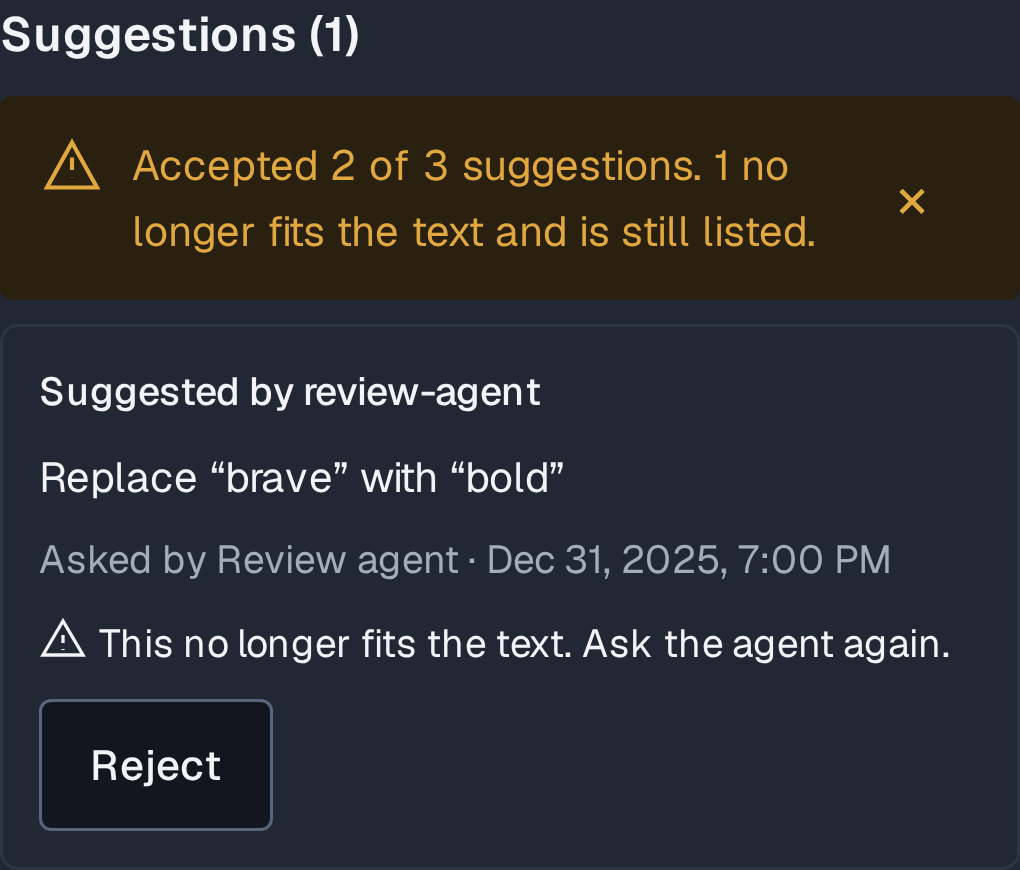 Suggestions (1)
Accepted 2 of 3 suggestions. 1 no
longer fits the text and is still listed.
Suggested by review-agent
Replace “brave” with “bold”
Asked by Review agent · Dec 31, 2025, 7:00 PM
This no longer fits the text. Ask the agent again.
Reject